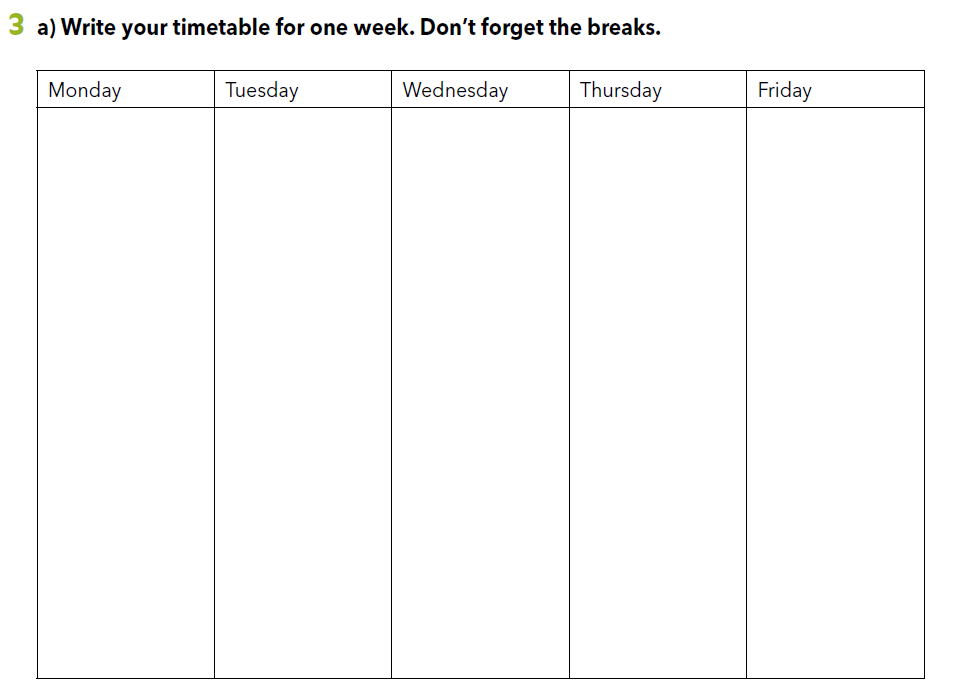 3 a) Write your timetable for one week. Don’t forget the breaks.
Monday Tuesday Wednesday Thursday Friday